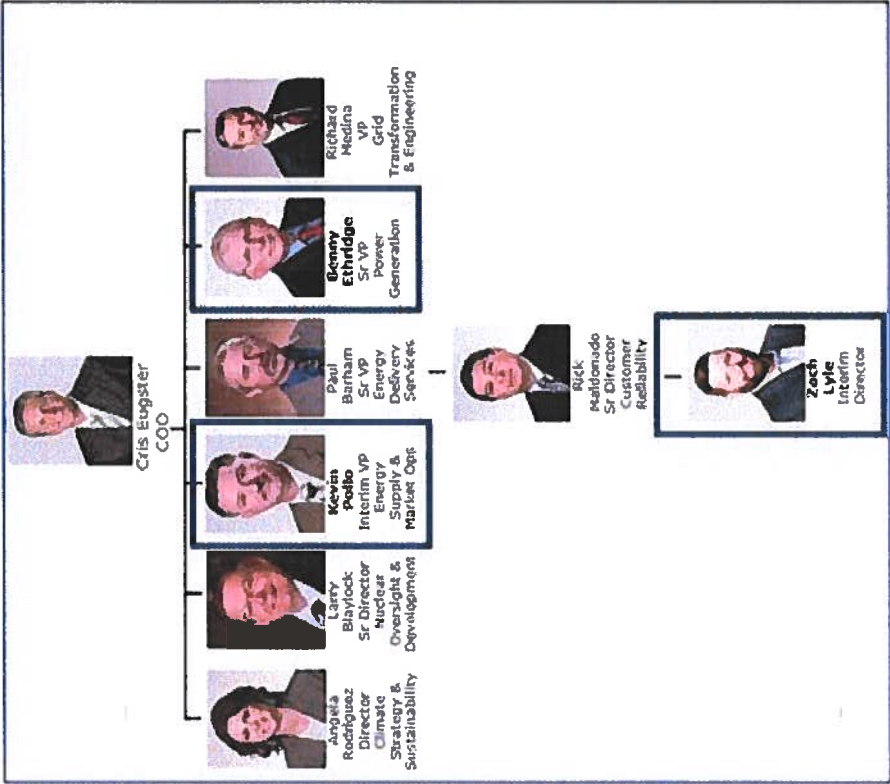 Cris Eugster
COO
Angela
Rodriguez
Director
Climate
Strategy &
Sustainability
Larry
Blaylock
Sr Director
Nuclear
Oversight &
Development
Kevin
Pollo
Interim VP
Energy
Supply &
Market Ops
Paul
Barham
Sr VP
Energy
Delivery
Services
Benny
Ethridge
Sr VP
Power
Generation
Richard
Medina
VP
Grid
Transformation
& Engineering
Rick
Maldonado
Sr Director
Customer
Reliability
Zach
Lyle
Interim
Director